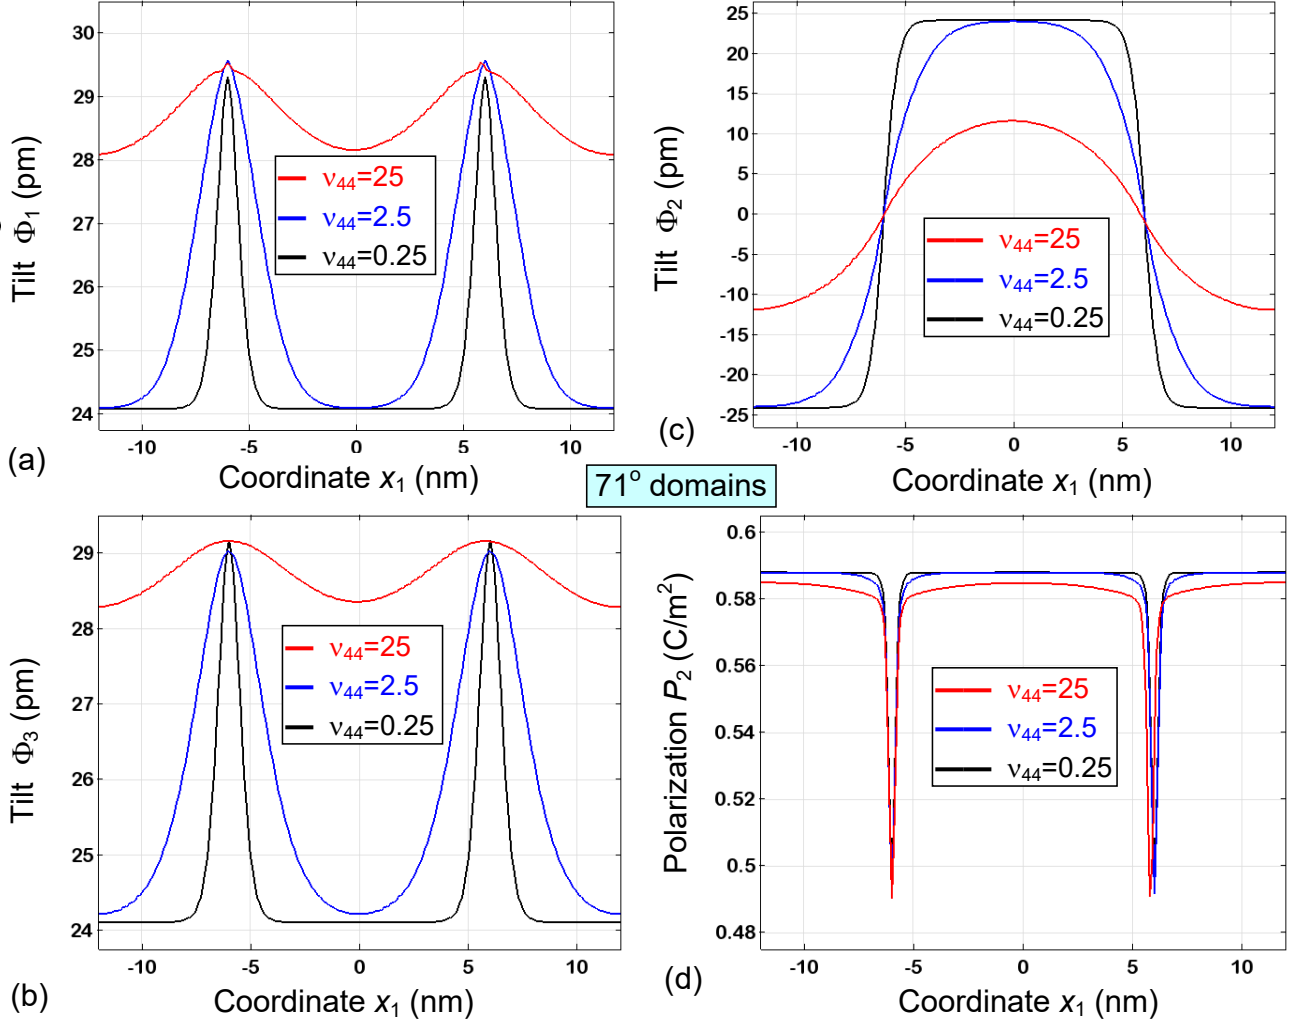 30
29
28
27
26
25
24
-10
-5
0
5
10
Tilt Φ1 (pm)
ν44=25
ν44=2.5
ν44=0.25
(a)
Coordinate x1 (nm)
25
20
15
10
5
0
-5
-10
-15
-20
-25
-10
-5
0
5
10
Tilt Φ2 (pm)
ν44=25
ν44=2.5
ν44=0.25
(c)
Coordinate x1 (nm)
71o domains
29
28
27
26
25
24
-10
-5
0
5
10
Tilt Φ3 (pm)
ν44=25
ν44=2.5
ν44=0.25
(b)
Coordinate x1 (nm)
0.6
0.58
0.56
0.54
0.52
0.5
0.48
-10
-5
0
5
10
Polarization P2 (C/m2)
ν44=25
ν44=2.5
ν44=0.25
(d)
Coordinate x1 (nm)